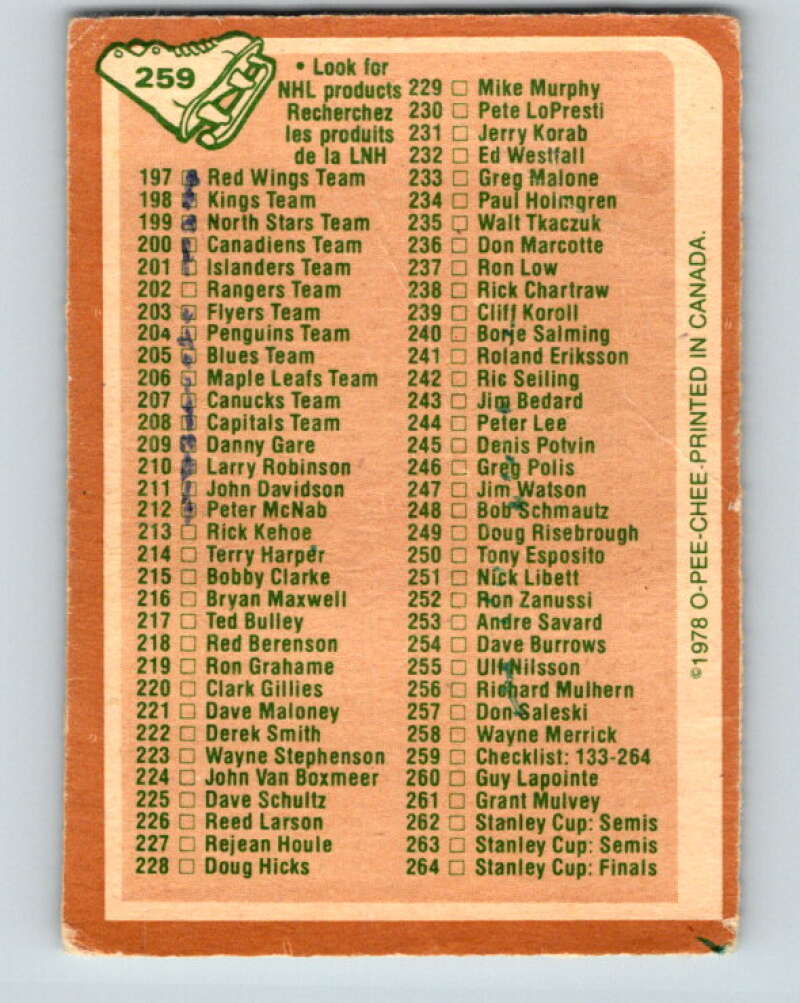 259
• Look for
NHL products
Recherchez
les produits
de la LNH
197 □ Red Wings Team
198 □ Kings Team
199 □ North Stars Team
200 □ Canadiens Team
201 □ Islanders Team
202 □ Rangers Team
203 □ Flyers Team
204 □ Penguins Team
205 □ Blues Team
206 □ Maple Leafs Team
207 □ Canucks Team
208 □ Capitals Team
209 □ Danny Gare
210 □ Larry Robinson
211 □ John Davidson
212 □ Peter McNab
213 □ Rick Kehoe
214 □ Terry Harper
215 □ Bobby Clarke
216 □ Bryan Maxwell
217 □ Ted Bulley
218 □ Red Berenson
219 □ Ron Grahame
220 □ Clark Gillies
221 □ Dave Maloney
222 □ Derek Smith
223 □ Wayne Stephenson
224 □ John Van Boxmeer
225 □ Dave Schultz
226 □ Reed Larson
227 □ Rejean Houle
228 □ Doug Hicks
229 □ Mike Murphy
230 □ Pete LoPresti
231 □ Jerry Korab
232 □ Ed Westfall
233 □ Greg Malone
234 □ Paul Holmgren
235 □ Walt Tkaczuk
236 □ Don Marcotte
237 □ Ron Low
238 □ Rick Chartraw
239 □ Cliff Koroll
240 □ Borje Salming
241 □ Roland Eriksson
242 □ Ric Seiling
243 □ Jim Bedard
244 □ Peter Lee
245 □ Denis Potvin
246 □ Greg Polis
247 □ Jim Watson
248 □ Bob Schmautz
249 □ Doug Risebrough
250 □ Tony Esposito
251 □ Nick Libett
252 □ Ron Zanussi
253 □ Andre Savard
254 □ Dave Burrows
255 □ Ulf Nilsson
256 □ Richard Mulhern
257 □ Don Saleski
258 □ Wayne Merrick
259 □ Checklist: 133-264
260 □ Guy Lapointe
261 □ Grant Mulvey
262 □ Stanley Cup: Semis
263 □ Stanley Cup: Semis
264 □ Stanley Cup: Finals
©1978 O-PEE-CHEE-PRINTED IN CANADA.